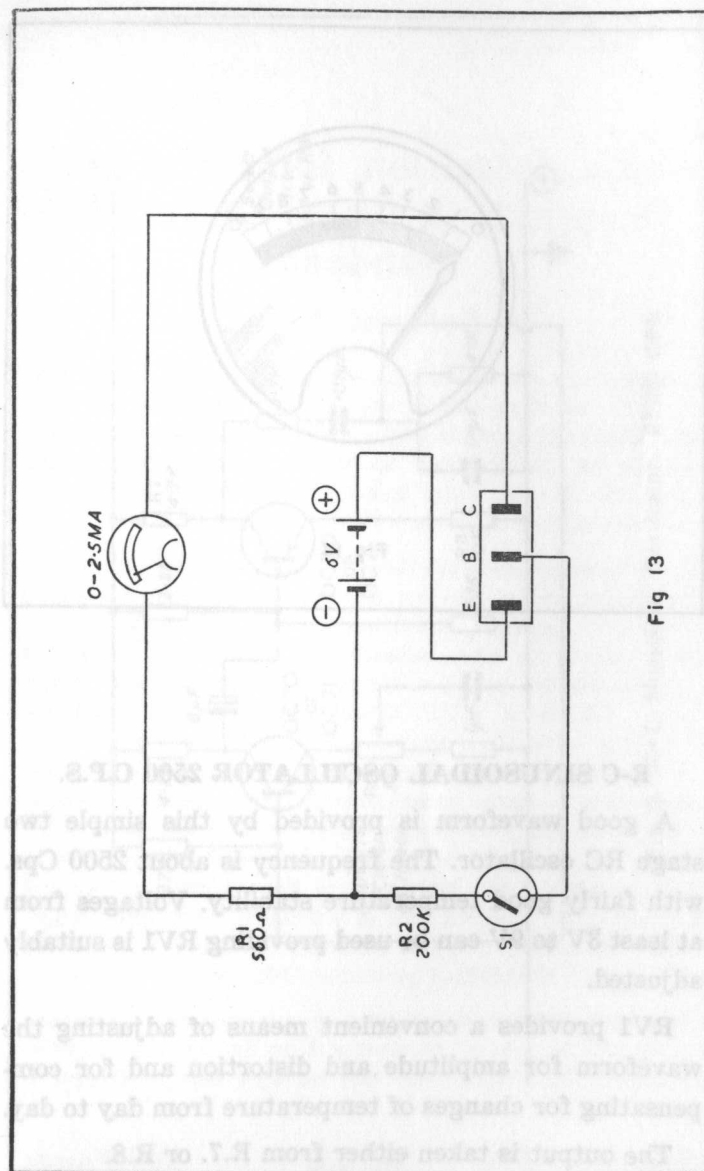 0-2·5MA
+
6V
-
C
B
E
R1
560Ω
R2
200K
S1
Fig 13
R-C SINUSOIDAL OSCILLATOR 2500 C.P.S.
A good waveform is provided by this simple two
stage RC oscillator. The frequency is about 2500 Cps.
with fairly good temperature stability. Voltages from
at least 3V to 9V can be used providing RV1 is suitably
adjusted.
RV1 provides a convenient means of adjusting the
waveform for amplitude and distortion and for com-
pensating for changes of temperature from day to day.
The output is taken either from R.7. or R.8.